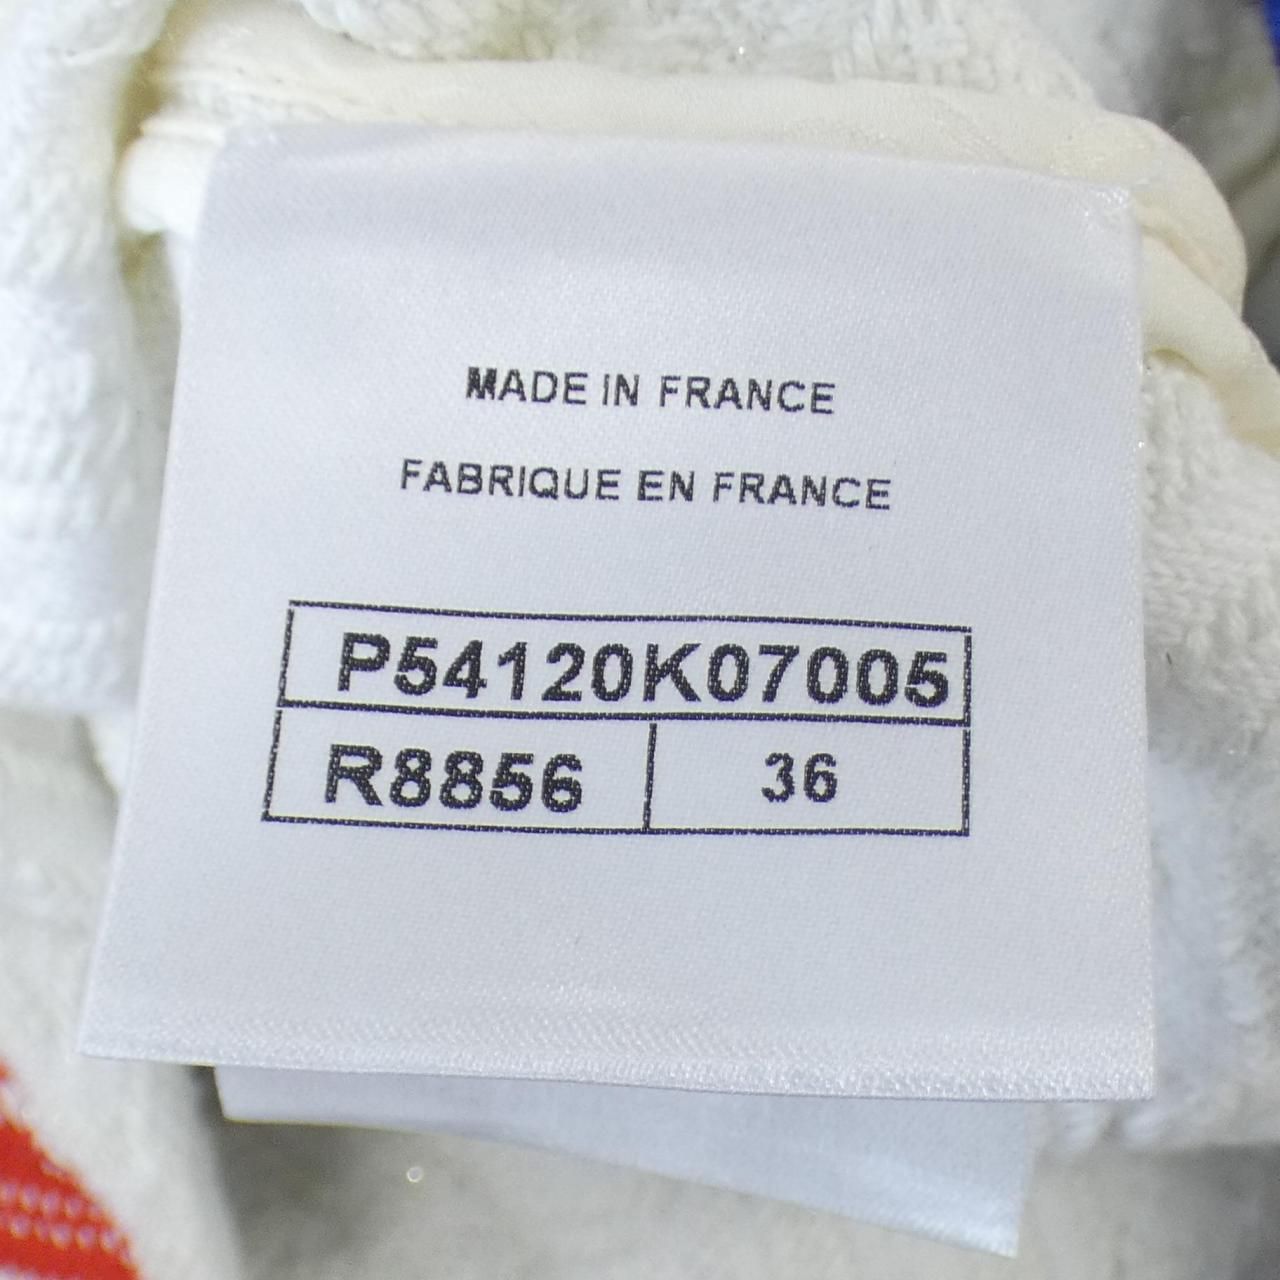 MADE IN FRANCE
FABRIQUE EN FRANCE
P54120K07005
R8856 36